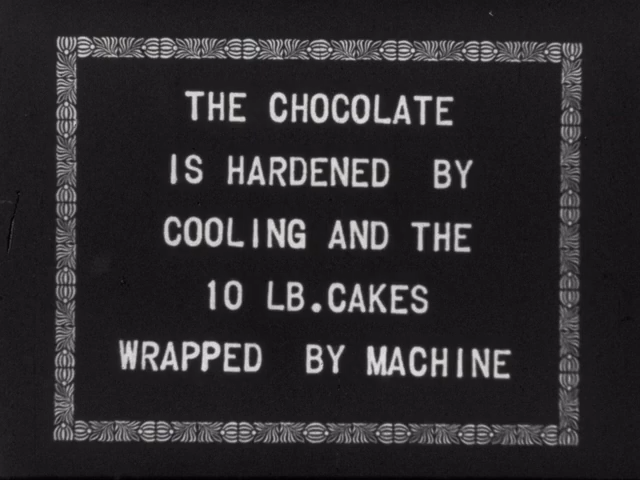 THE CHOCOLATE
IS HARDENED BY
COOLING AND THE
10 LB.CAKES
WRAPPED BY MACHINE